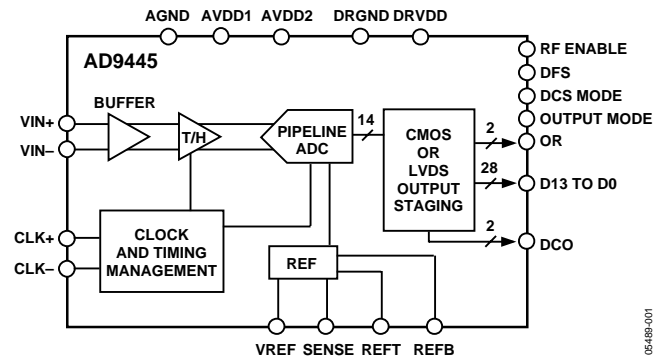 AGND AVDD1 AVDD2 DRGND DRVDD
AD9445
RF ENABLE
DFS
DCS MODE
OUTPUT MODE
OR
D13 TO D0
DCO
BUFFER
VIN+
VIN–
T/H
PIPELINE
ADC
14
CMOS
OR
LVDS
OUTPUT
STAGING
2
28
2
CLK+
CLK–
CLOCK
AND TIMING
MANAGEMENT
REF
VREF SENSE REFT REFB
05489-001